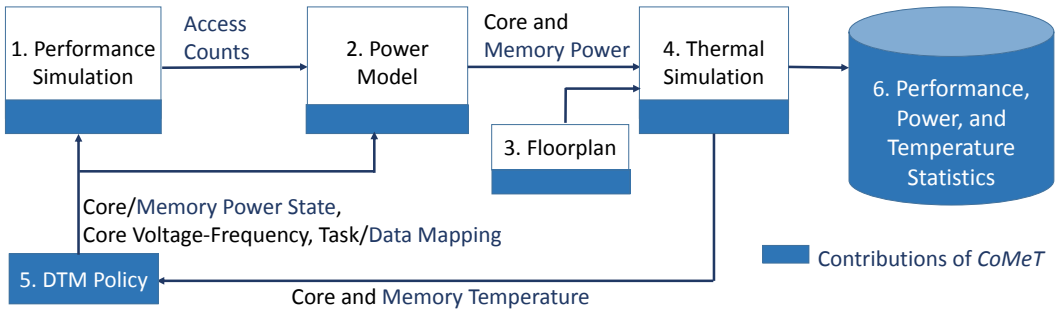 1. Performance
Simulation
Access
Counts
2. Power
Model
Core and
Memory Power
4. Thermal
Simulation
3. Floorplan
6. Performance,
Power, and
Temperature
Statistics
Core/Memory Power State,
Core Voltage-Frequency, Task/Data Mapping
5. DTM Policy
Core and Memory Temperature
Contributions of CoMeT